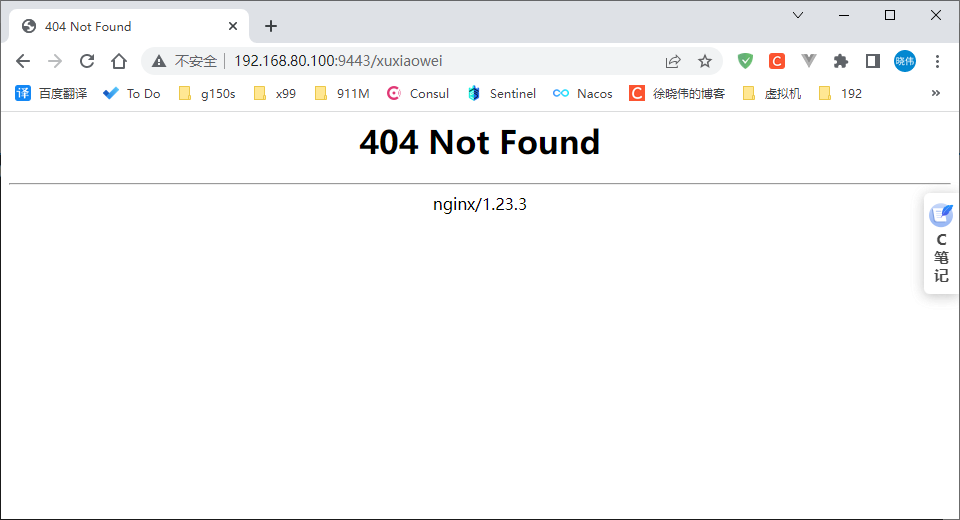 404 Not Found
不安全 192.168.80.100:9443/xuxiaowei
晓伟
百度翻译 To Do g150s x99 911M Consul Sentinel Nacos 徐晓伟的博客 虚拟机 192 »
404 Not Found
nginx/1.23.3
C
笔
记